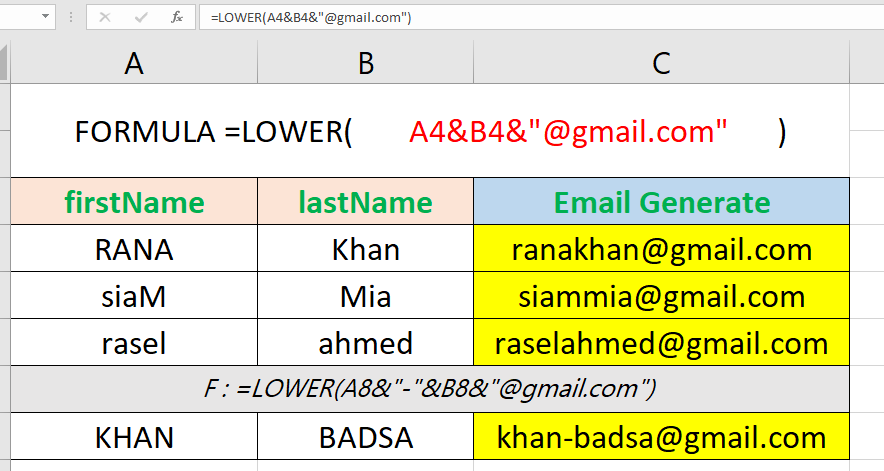 =LOWER(A4&B4&"@gmail.com")
A B C
FORMULA =LOWER( A4&B4&"@gmail.com" )
firstName lastName Email Generate
RANA Khan ranakhan@gmail.com
siaM Mia siammia@gmail.com
rasel ahmed raselahmed@gmail.com
F : =LOWER(A8&"-"&B8&"@gmail.com")
KHAN BADSA khan-badsa@gmail.com